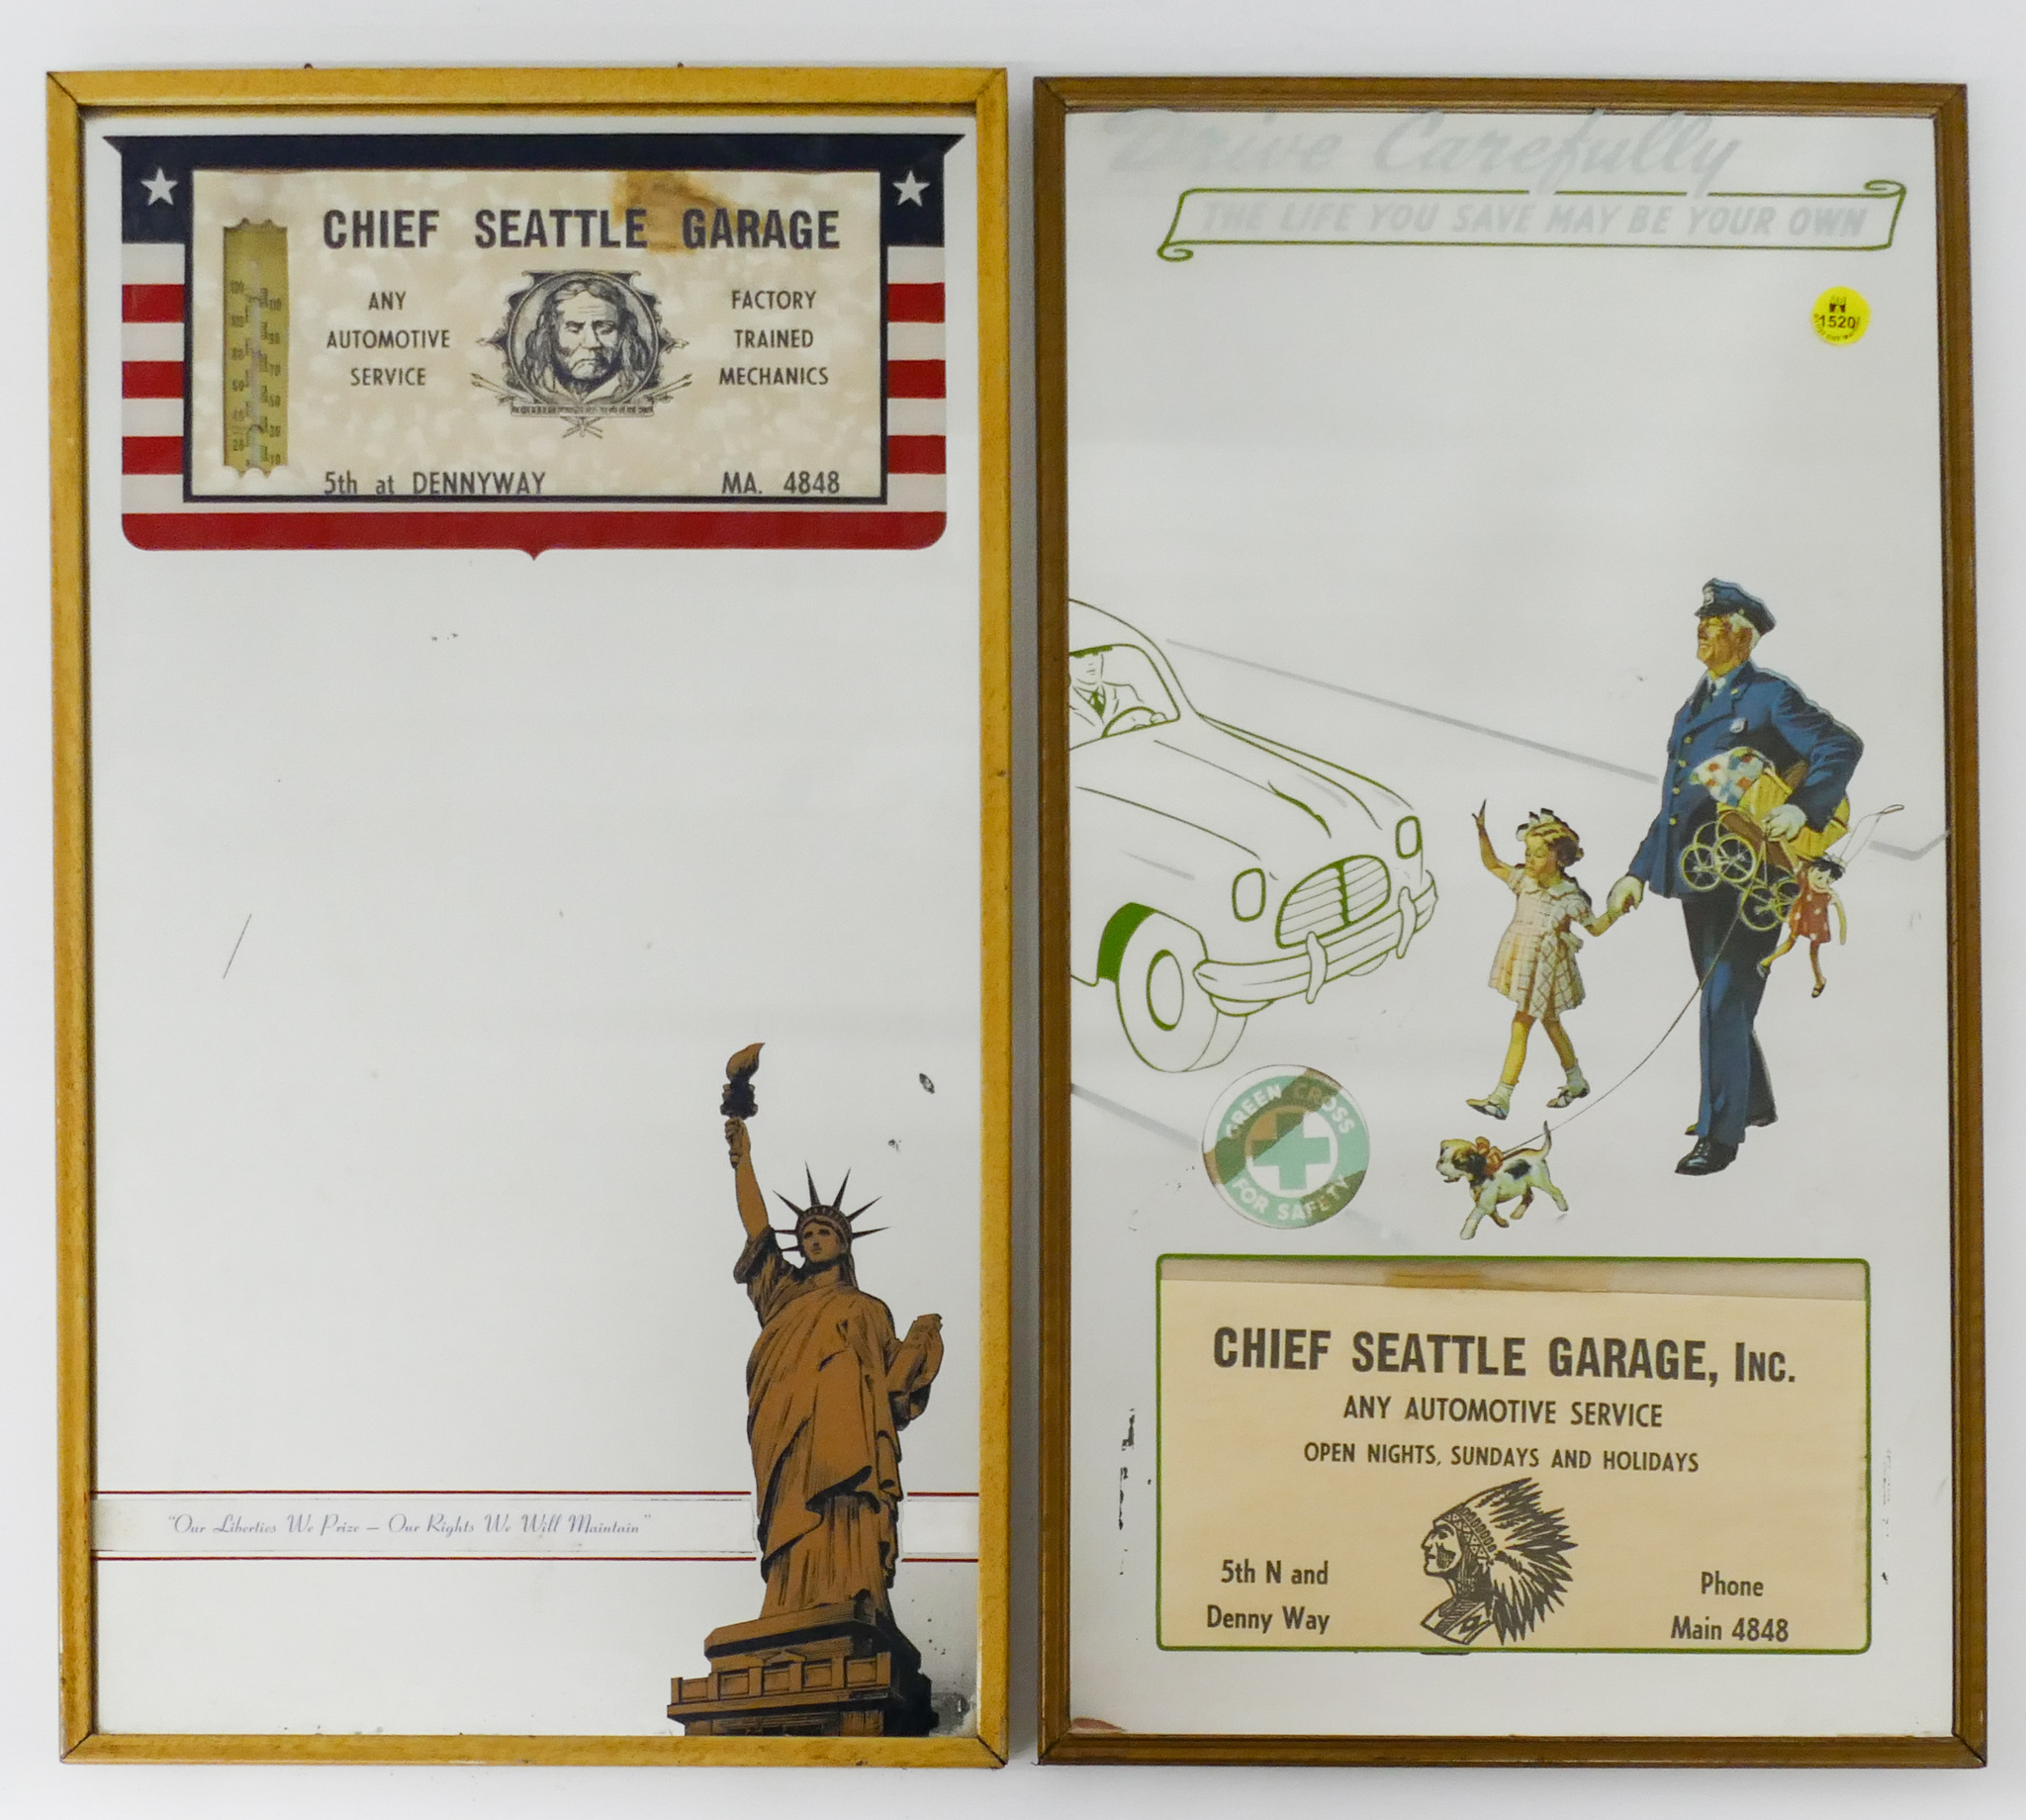 CHIEF SEATTLE GARAGE
ANY
AUTOMOTIVE
SERVICE
FACTORY
TRAINED
MECHANICS
5th at DENNYWAY
MA. 4848
"Our Liberties We Prize — Our Rights We Will Maintain"
Drive Carefully
THE LIFE YOU SAVE MAY BE YOUR OWN
1520
GREEN CROSS
FOR SAFETY
CHIEF SEATTLE GARAGE, INC.
ANY AUTOMOTIVE SERVICE
OPEN NIGHTS, SUNDAYS AND HOLIDAYS
5th N and
Denny Way
Phone
Main 4848